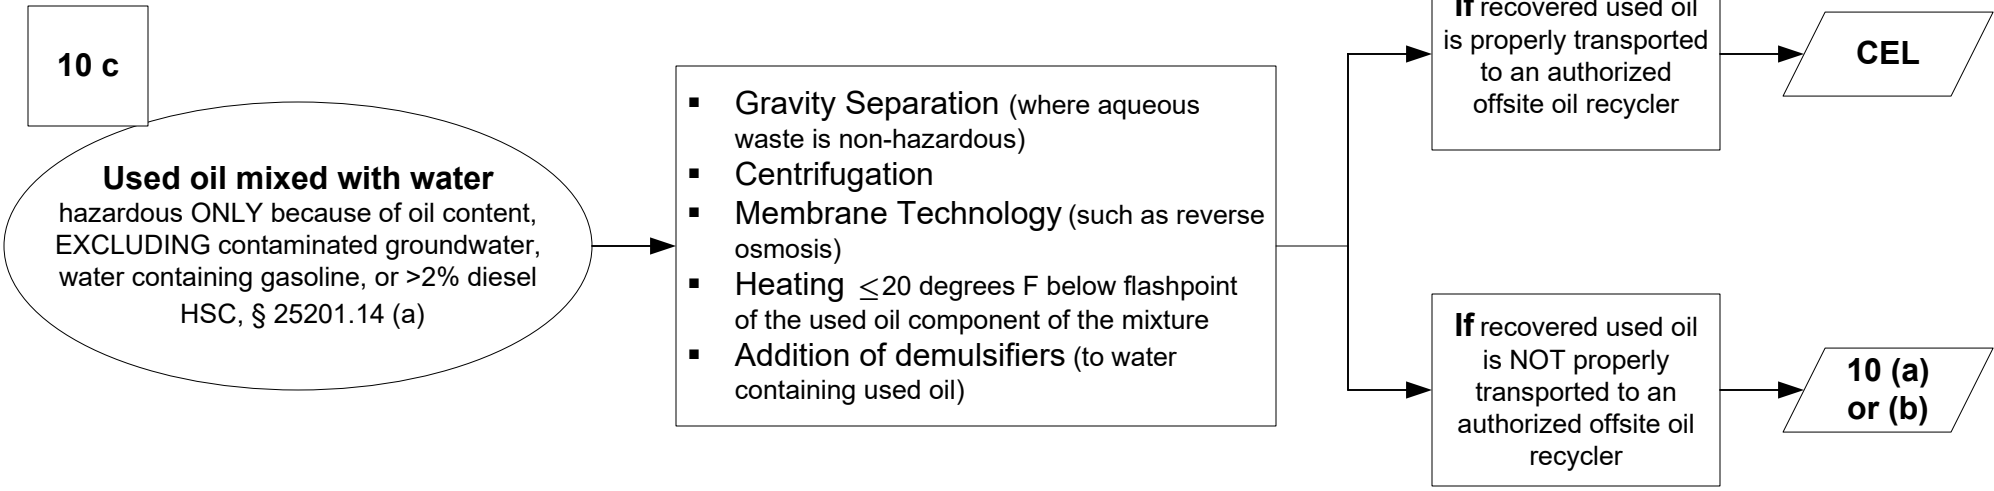 10 c
Used oil mixed with water
hazardous ONLY because of oil content,
EXCLUDING contaminated groundwater,
water containing gasoline, or >2% diesel
HSC, § 25201.14 (a)
▪ Gravity Separation (where aqueous
waste is non-hazardous)
▪ Centrifugation
▪ Membrane Technology (such as reverse
osmosis)
▪ Heating ≤20 degrees F below flashpoint
of the used oil component of the mixture
▪ Addition of demulsifiers (to water
containing used oil)
If recovered used oil
is properly transported
to an authorized
offsite oil recycler
CEL
If recovered used oil
is NOT properly
transported to an
authorized offsite oil
recycler
10 (a)
or (b)